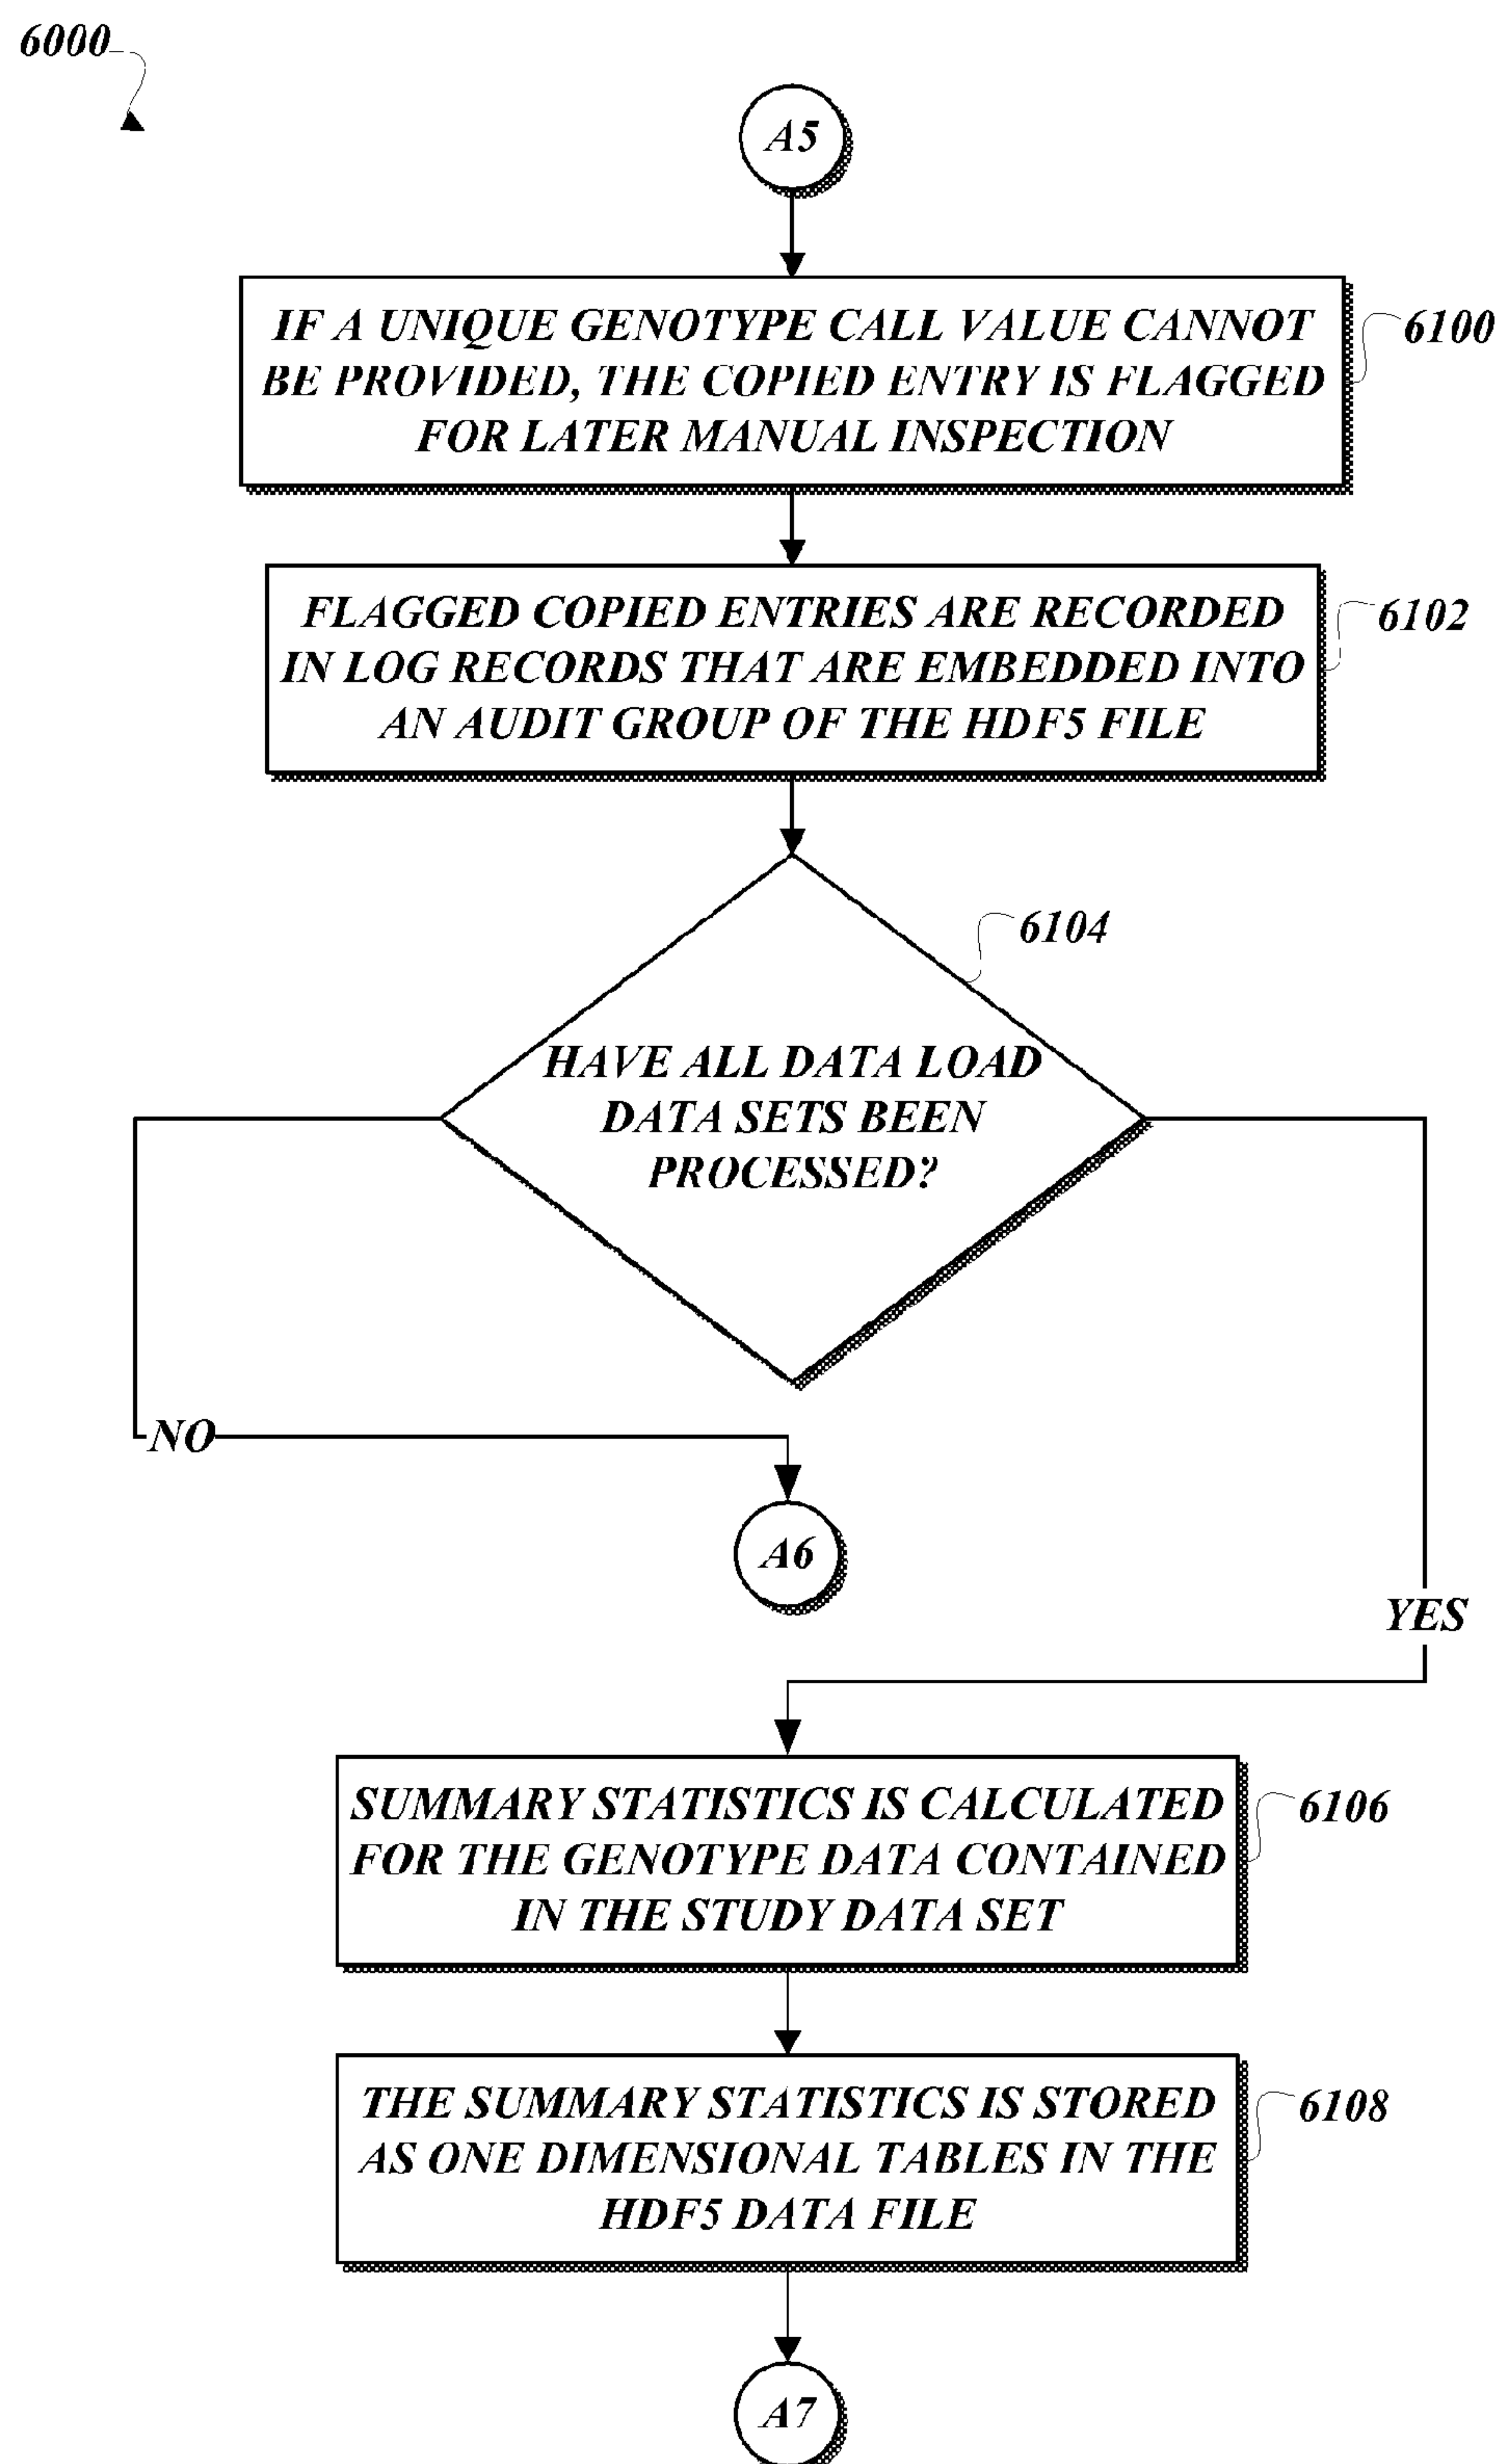 6000
A5
IF A UNIQUE GENOTYPE CALL VALUE CANNOT
BE PROVIDED, THE COPIED ENTRY IS FLAGGED
FOR LATER MANUAL INSPECTION
6100
FLAGGED COPIED ENTRIES ARE RECORDED
IN LOG RECORDS THAT ARE EMBEDDED INTO
AN AUDIT GROUP OF THE HDF5 FILE
6102
6104
HAVE ALL DATA LOAD
DATA SETS BEEN
PROCESSED?
NO
A6
YES
SUMMARY STATISTICS IS CALCULATED
FOR THE GENOTYPE DATA CONTAINED
IN THE STUDY DATA SET
6106
THE SUMMARY STATISTICS IS STORED
AS ONE DIMENSIONAL TABLES IN THE
HDF5 DATA FILE
6108
A7